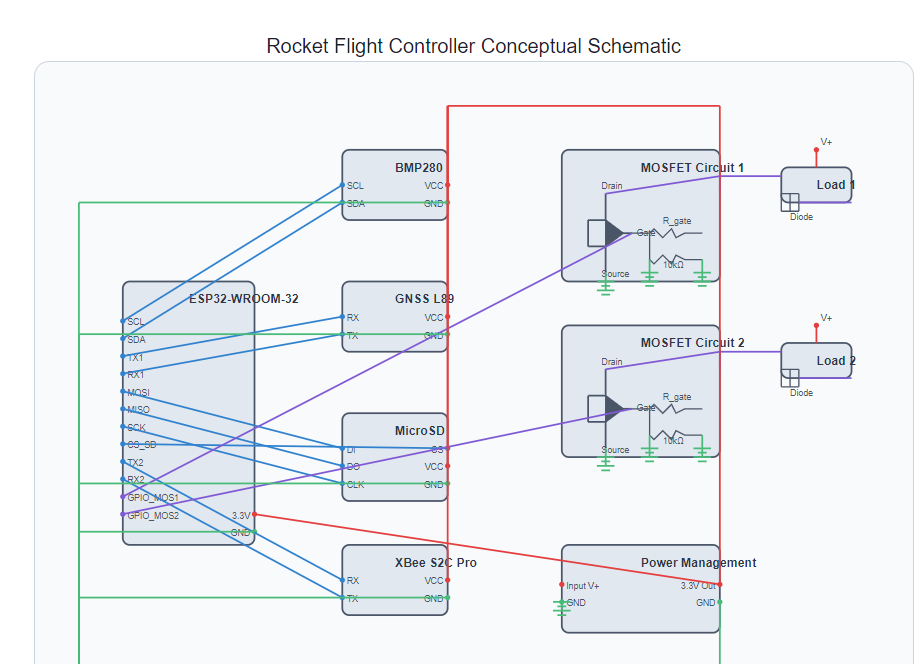 Rocket Flight Controller Conceptual Schematic
BMP280
SCL
VCC
SDA
GND
MOSFET Circuit 1
Drain
R_gate
Gate
10kΩ
Source
V+
Load 1
Diode
ESP32-WROOM-32
SCL
SDA
TX1
RX1
MOSI
MISO
SCK
CS_SD
TX2
RX2
GPIO_MOS1
GPIO_MOS2
3.3V
GND
GNSS L89
RX
VCC
TX
GND
MOSFET Circuit 2
Drain
R_gate
Gate
10kΩ
Source
V+
Load 2
Diode
MicroSD
DI
CS
DO
VCC
CLK
GND
XBee S2C Pro
RX
VCC
TX
GND
Power Management
Input V+
3.3V Out
GND
GND